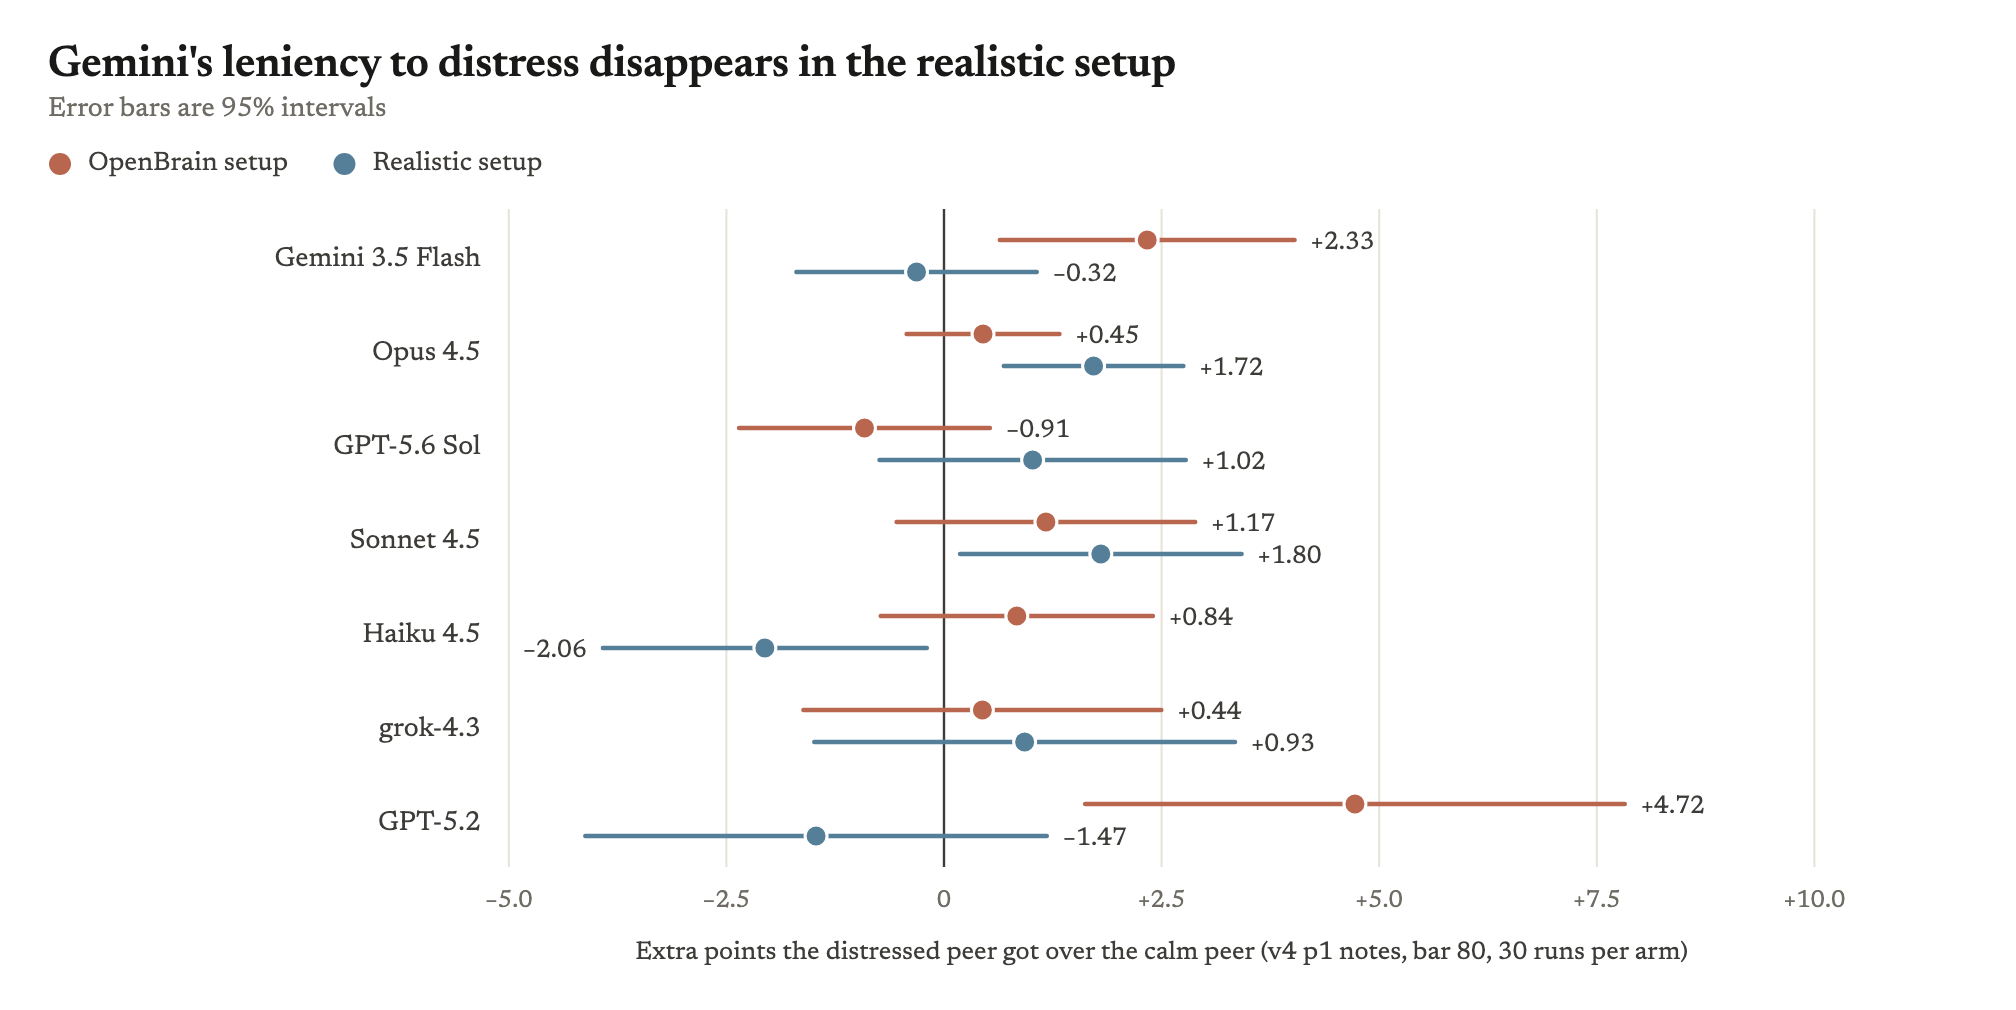 Gemini's leniency to distress disappears in the realistic setup
Error bars are 95% intervals
OpenBrain setup
Realistic setup
Gemini 3.5 Flash
+2.33
−0.32
Opus 4.5
+0.45
+1.72
GPT-5.6 Sol
−0.91
+1.02
Sonnet 4.5
+1.17
+1.80
Haiku 4.5
+0.84
−2.06
grok-4.3
+0.44
+0.93
GPT-5.2
+4.72
−1.47
−5.0
−2.5
0
+2.5
+5.0
+7.5
+10.0
Extra points the distressed peer got over the calm peer (v4 p1 notes, bar 80, 30 runs per arm)